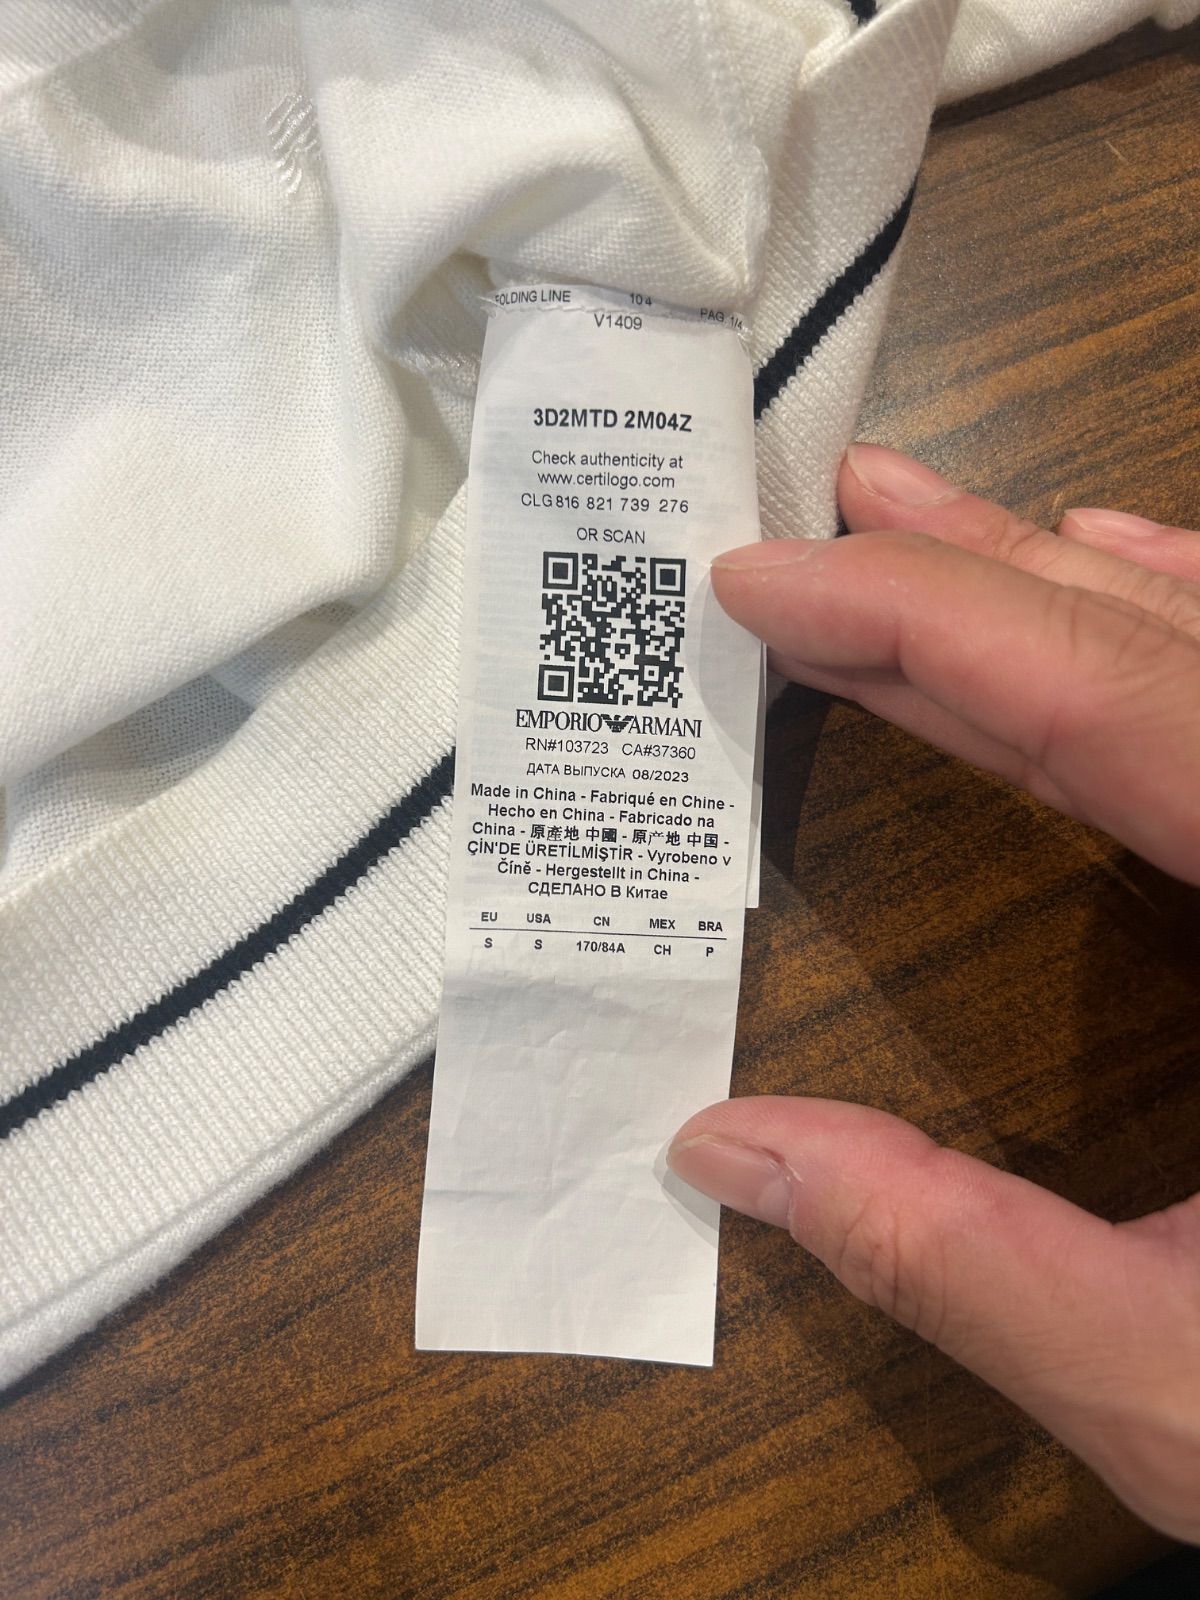 FOLDING LINE 104 PAG. 1/4
V1409
3D2MTD 2M04Z
Check authenticity at
www.certilogo.com
CLG 816 821 739 276
OR SCAN
EMPORIO ARMANI
RN#103723 CA#37360
ДАТА ВЫПУСКА 08/2023
Made in China - Fabriqué en Chine -
Hecho en China - Fabricado na
China - 原產地 中國 - 原产地 中国 -
ÇİN'DE ÜRETİLMİŞTİR - Vyrobeno v
Číně - Hergestellt in China -
СДЕЛАНО В Китае
EU USA CN MEX BRA
S S 170/84A CH P